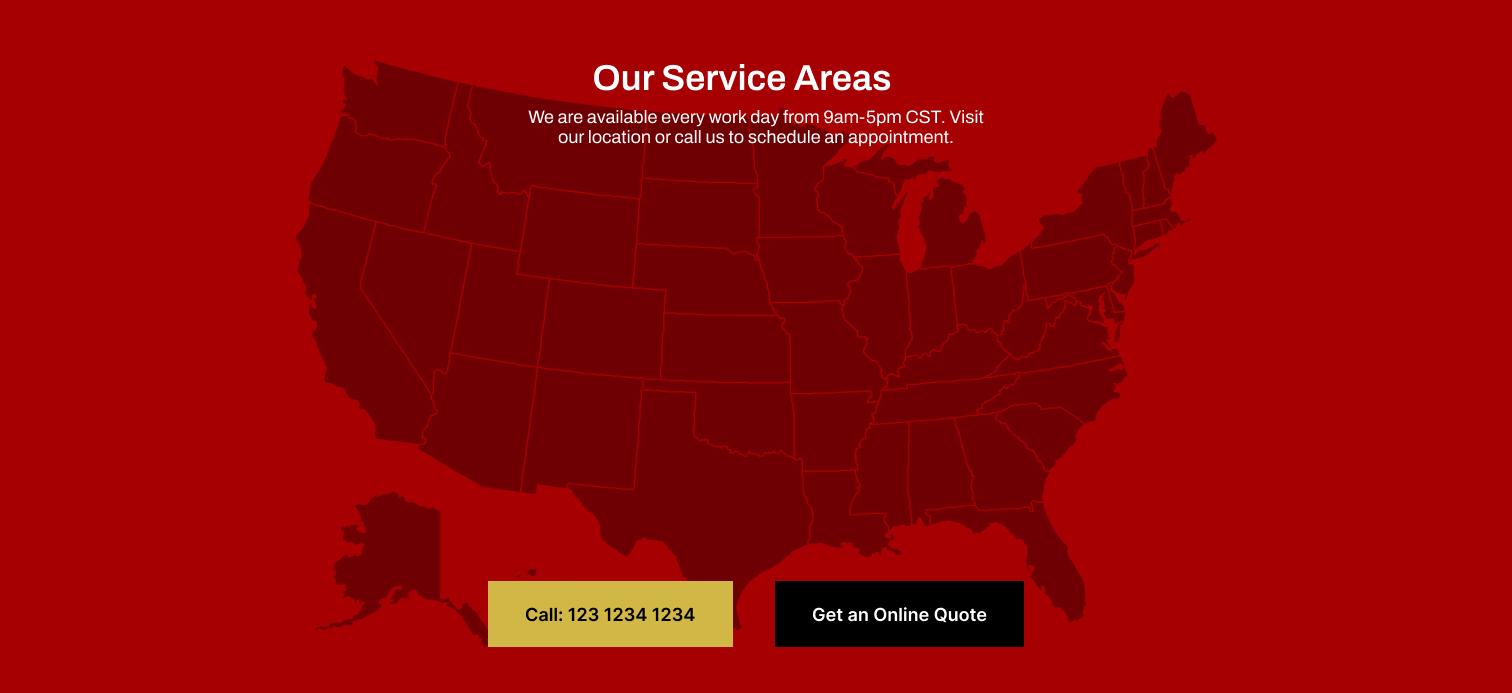 Our Service Areas
We are available every work day from 9am-5pm CST. Visit
our location or call us to schedule an appointment.
Call: 123 1234 1234
Get an Online Quote